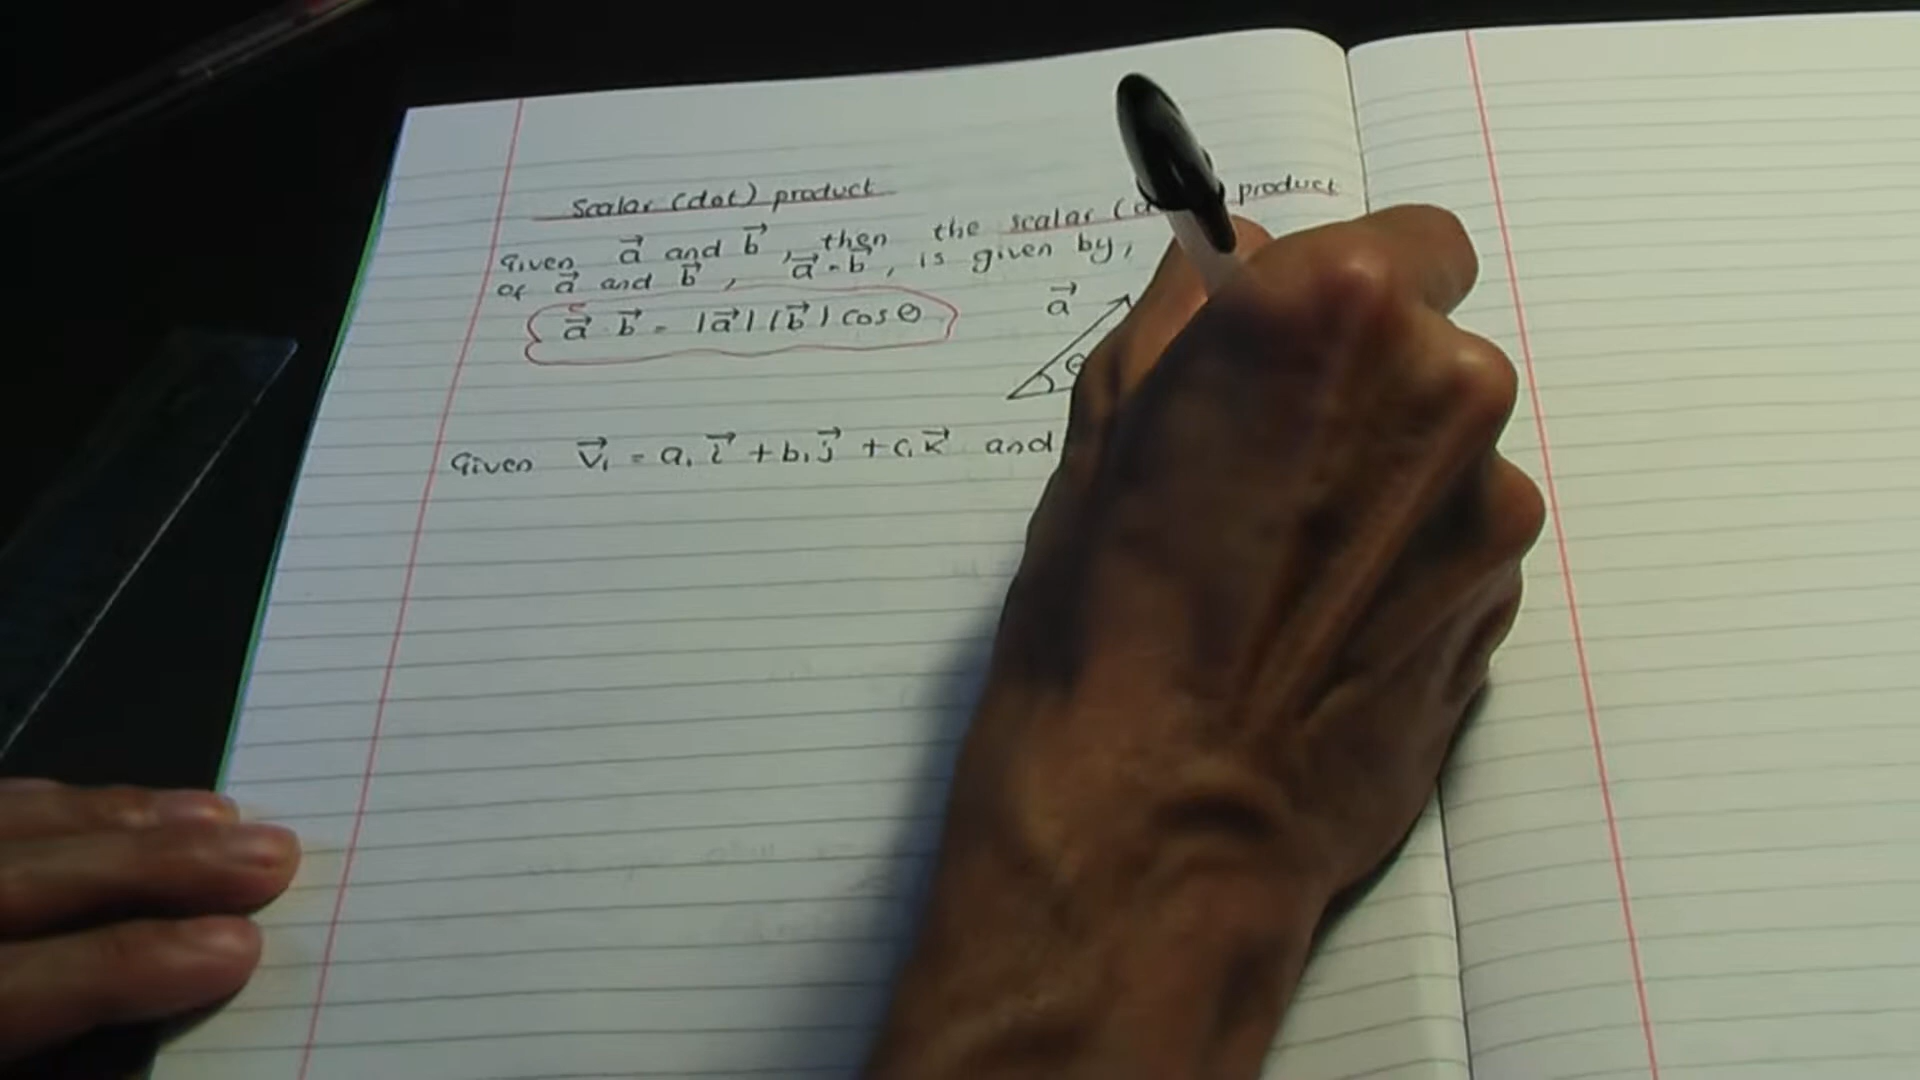 Scalar (dot) product
Given a⃗ and b⃗, then the scalar ( product
of a⃗ and b⃗, a⃗ · b⃗, is given by,
a⃗ · b⃗ = |a⃗| |b⃗| cos θ
a⃗
θ
Given v⃗₁ = a₁ i⃗ + b₁ j⃗ + c₁ k⃗ and